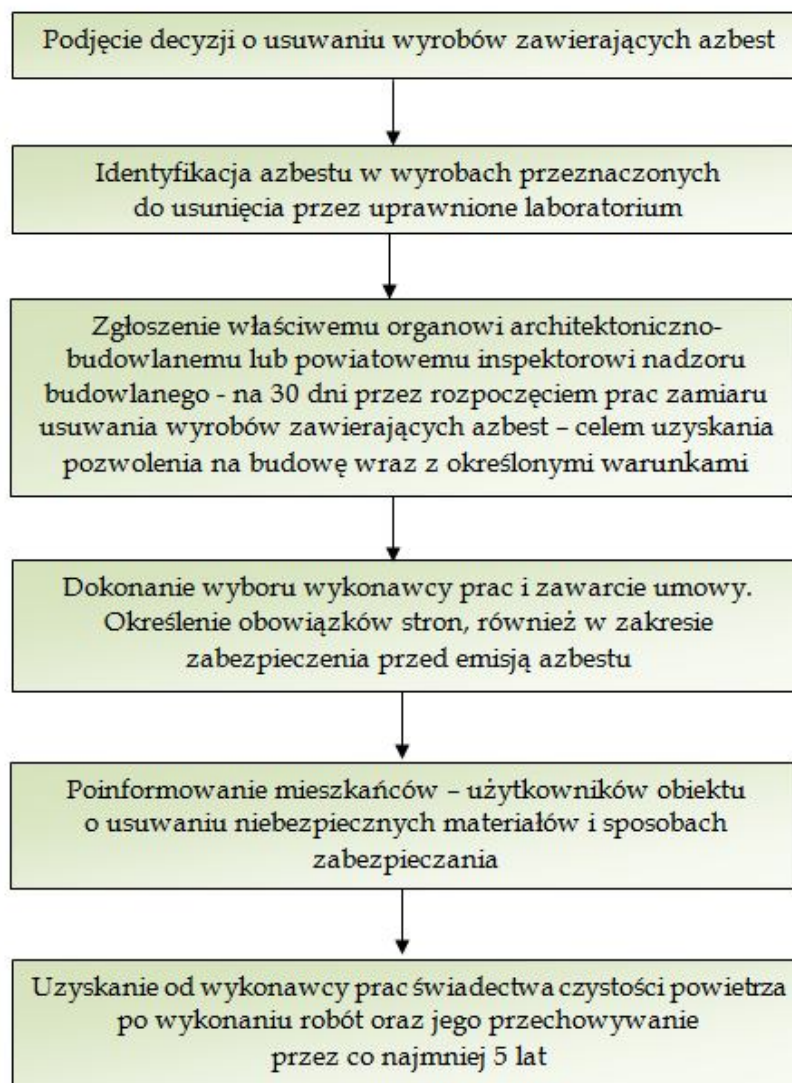 Podjęcie decyzji o usuwaniu wyrobów zawierających azbest
Identyfikacja azbestu w wyrobach przeznaczonych
do usunięcia przez uprawnione laboratorium
Zgłoszenie właściwemu organowi architektoniczno-
budowlanemu lub powiatowemu inspektorowi nadzoru
budowlanego - na 30 dni przez rozpoczęciem prac zamiaru
usuwania wyrobów zawierających azbest – celem uzyskania
pozwolenia na budowę wraz z określonymi warunkami
Dokonanie wyboru wykonawcy prac i zawarcie umowy.
Określenie obowiązków stron, również w zakresie
zabezpieczenia przed emisją azbestu
Poinformowanie mieszkańców – użytkowników obiektu
o usuwaniu niebezpiecznych materiałów i sposobach
zabezpieczania
Uzyskanie od wykonawcy prac świadectwa czystości powietrza
po wykonaniu robót oraz jego przechowywanie
przez co najmniej 5 lat